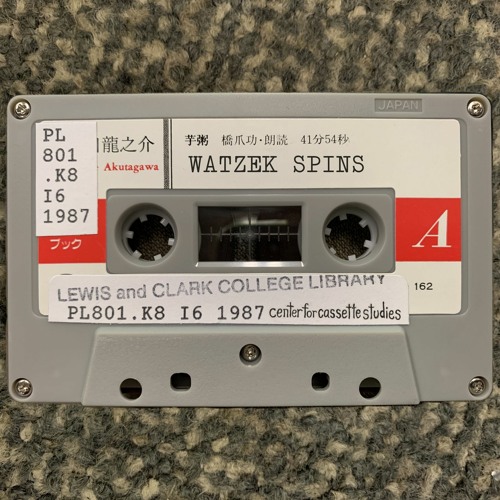 JAPAN
PL
801
.K8
I6
1987
龍之介
Akutagawa
芋粥 橋爪功・朗読 41分54秒
WATZEK SPINS
ブック
A
162
LEWIS and CLARK COLLEGE LIBRARY
PL801.K8 I6 1987 center for cassette studies